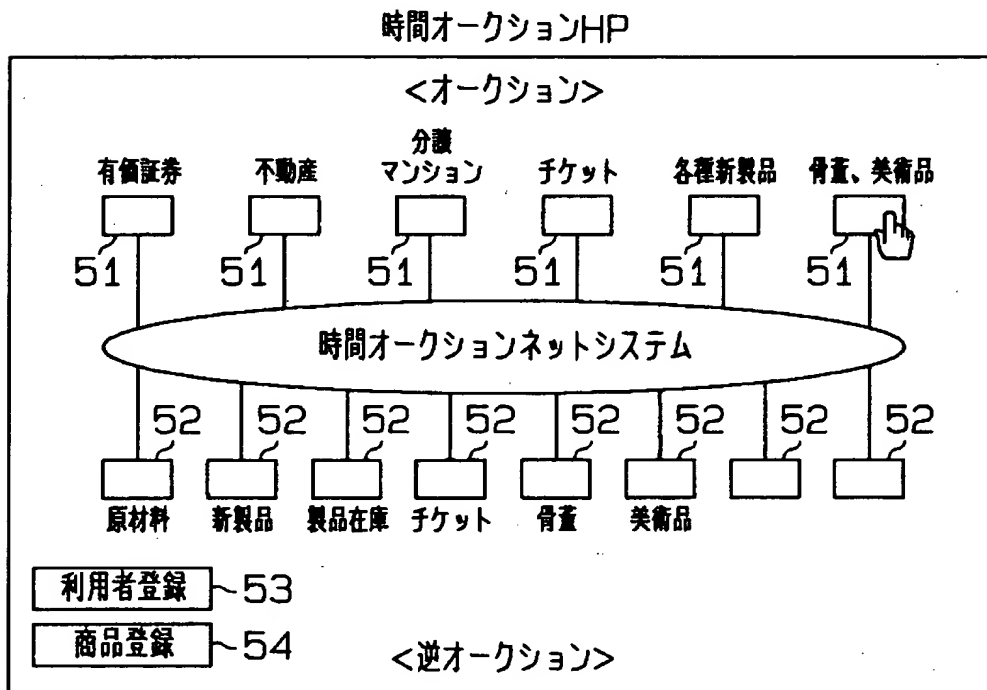 時間オークションHP
<オークション>
有価証券
不動産
分譲
マンション
チケット
各種新製品
骨董、美術品
51
51
51
51
51
51
時間オークションネットシステム
52
52
52
52
52
52
52
52
原材料
新製品
製品在庫
チケット
骨董
美術品
利用者登録
53
商品登録
54
<逆オークション>